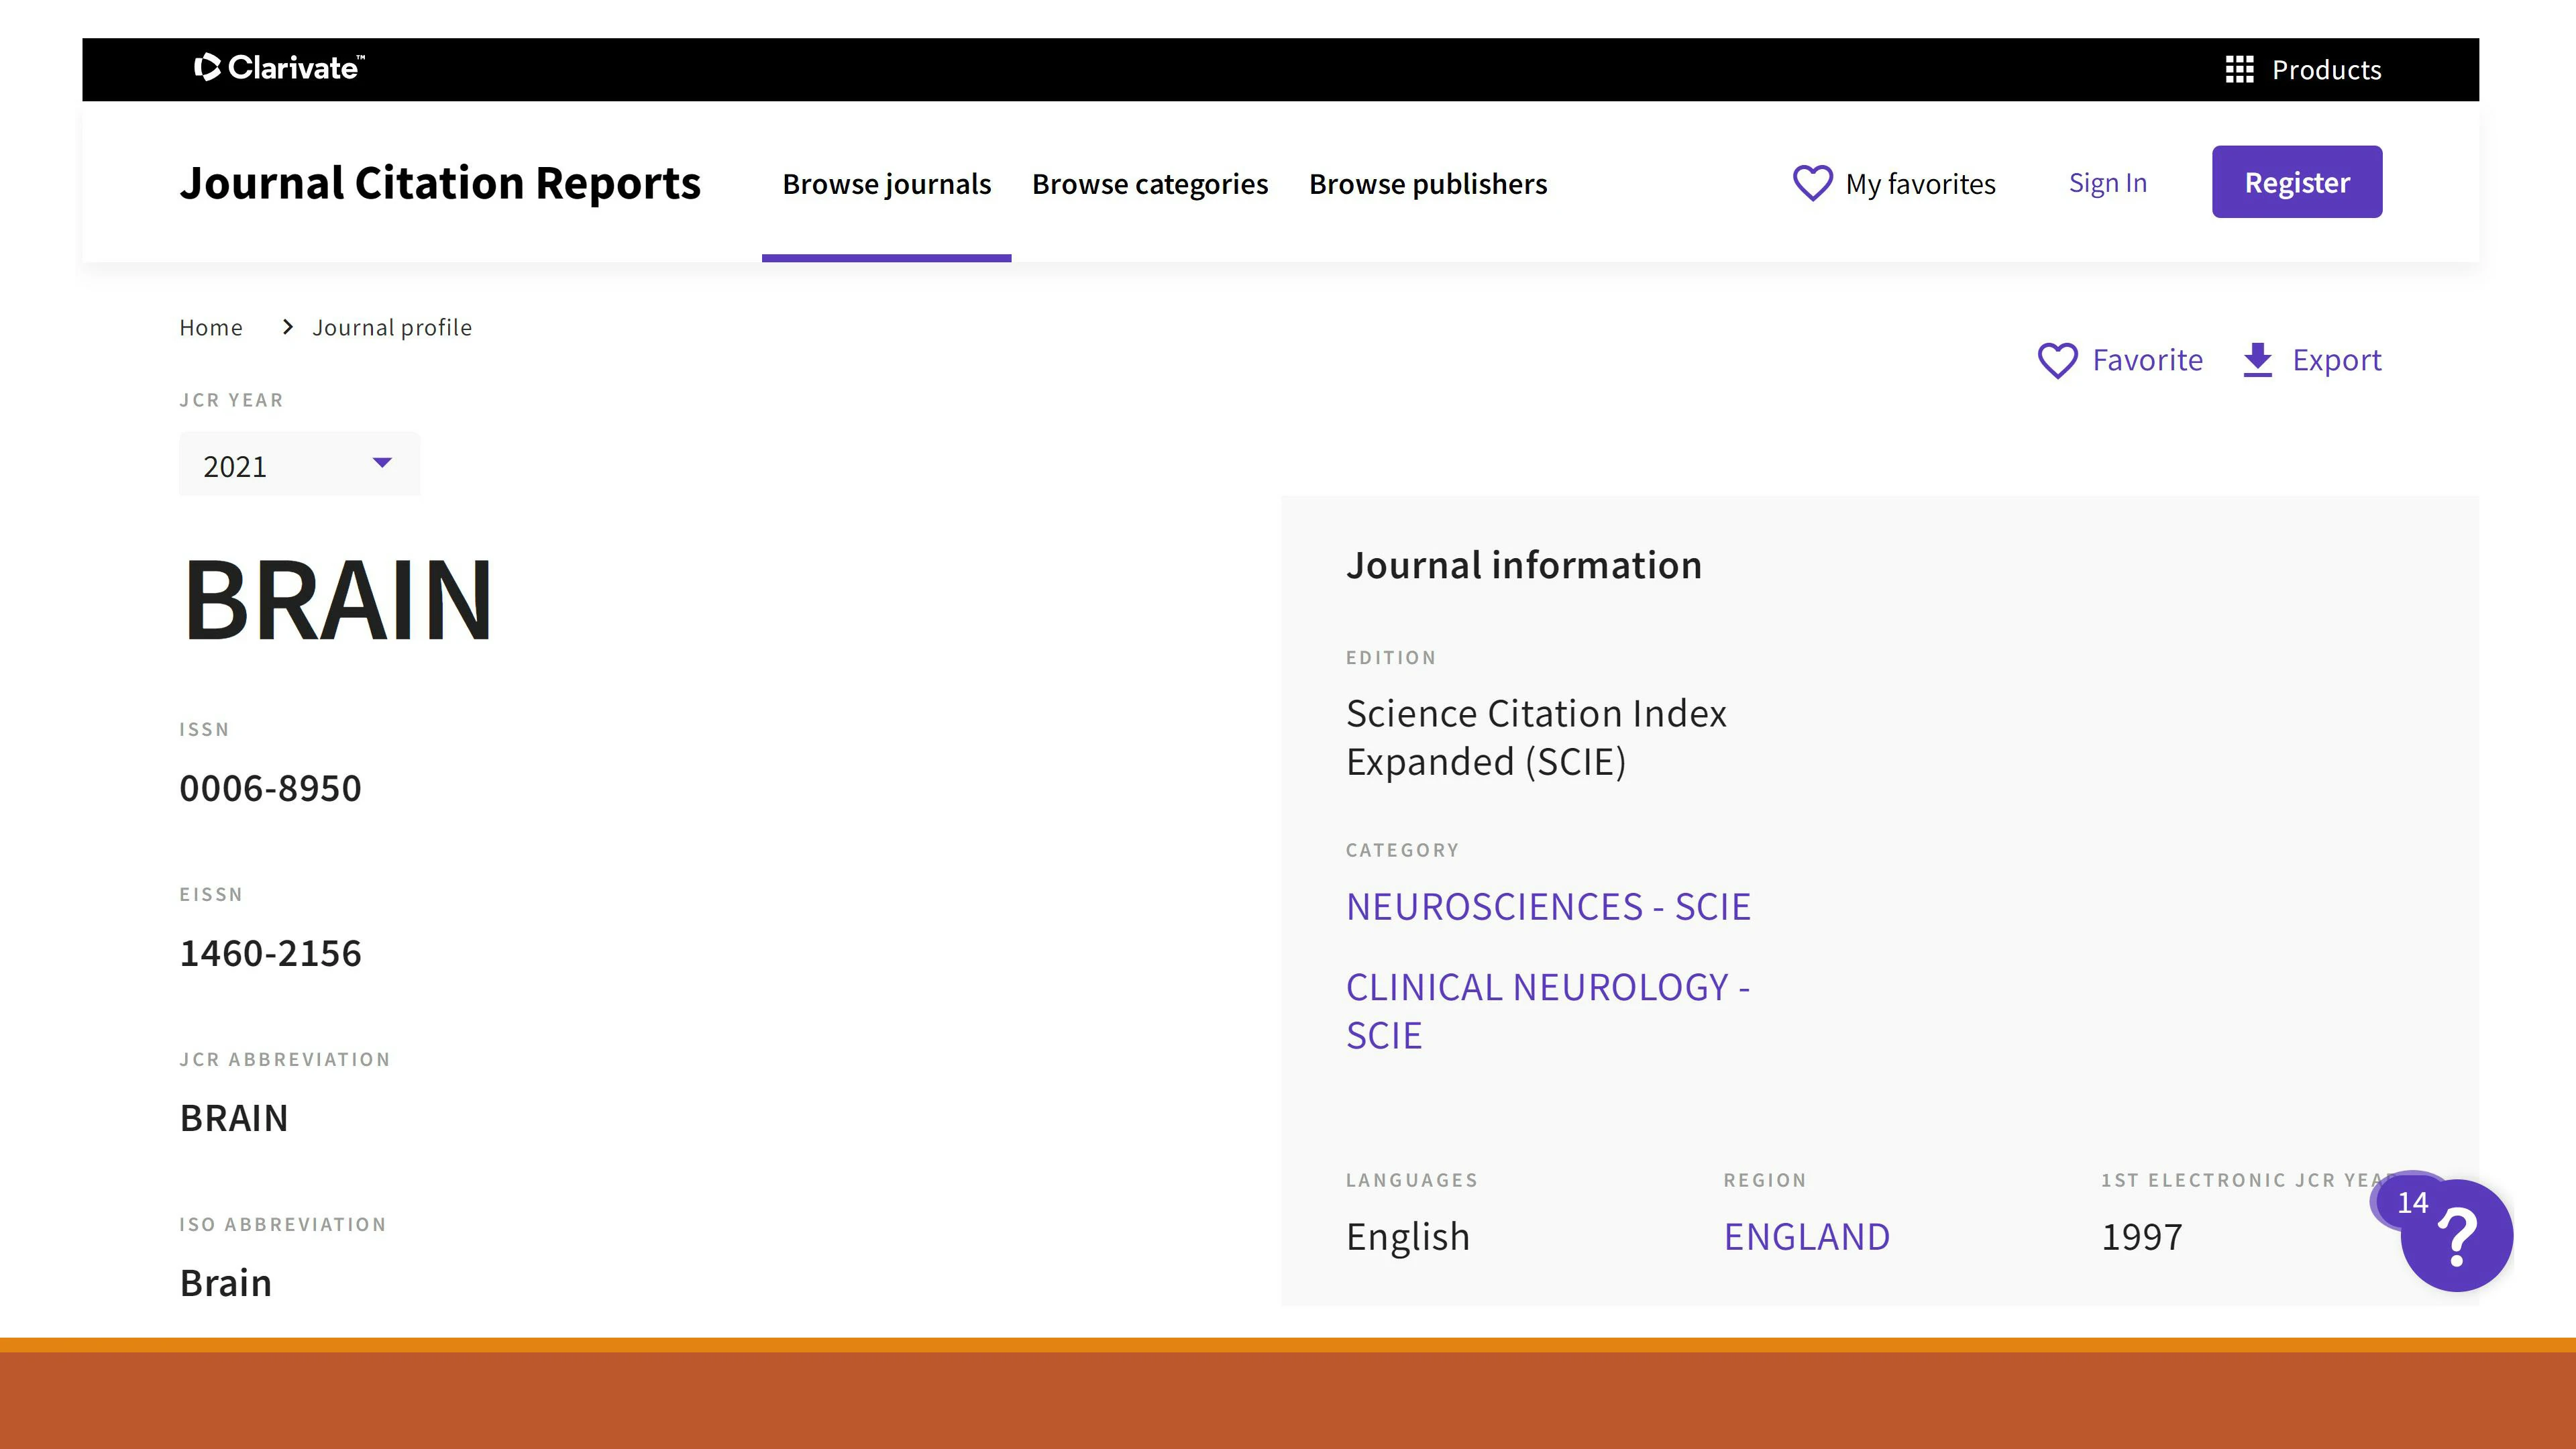 Clarivate™
Products
Journal Citation Reports
Browse journals
Browse categories
Browse publishers
My favorites
Sign In
Register
Home > Journal profile
Favorite
Export
JCR YEAR
2021
BRAIN
ISSN
0006-8950
EISSN
1460-2156
JCR ABBREVIATION
BRAIN
ISO ABBREVIATION
Brain
Journal information
EDITION
Science Citation Index
Expanded (SCIE)
CATEGORY
NEUROSCIENCES - SCIE
CLINICAL NEUROLOGY -
SCIE
LANGUAGES
English
REGION
ENGLAND
1ST ELECTRONIC JCR
1997
14
?